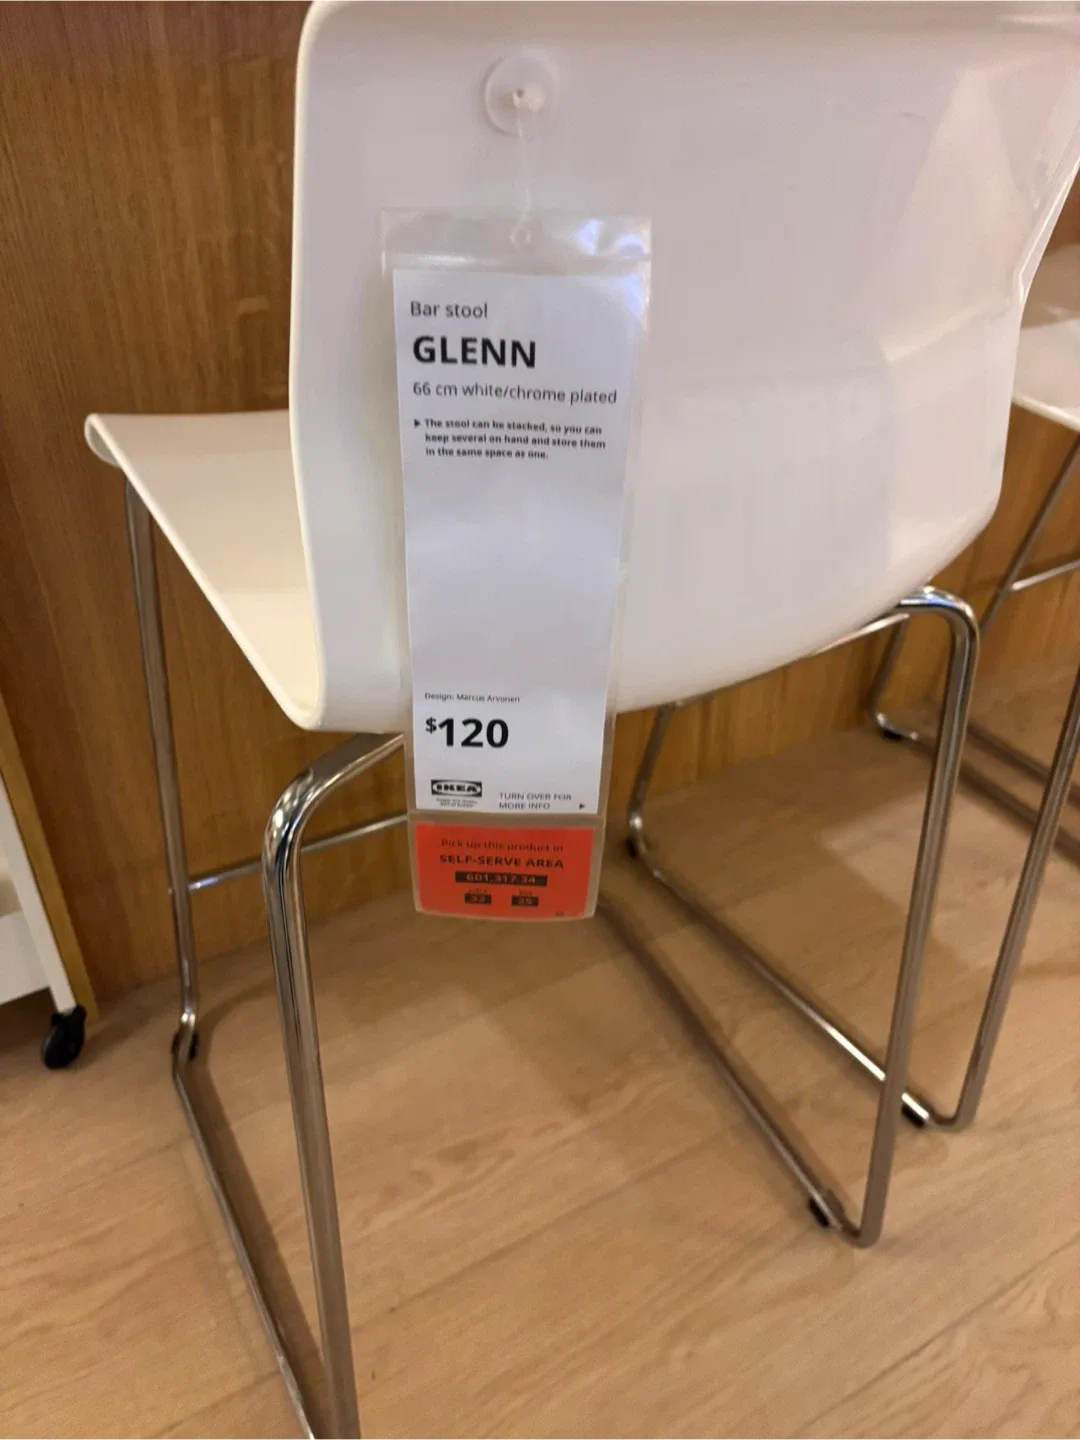 Bar stool
GLENN
66 cm white/chrome plated
▶ The stool can be stacked, so you can
keep several on hand and store them
in the same space as one.
Design: Marcus Arvonen
$120
IKEA
TURN OVER FOR
MORE INFO ▶
Pick up this product in
SELF-SERVE AREA
601.317.34